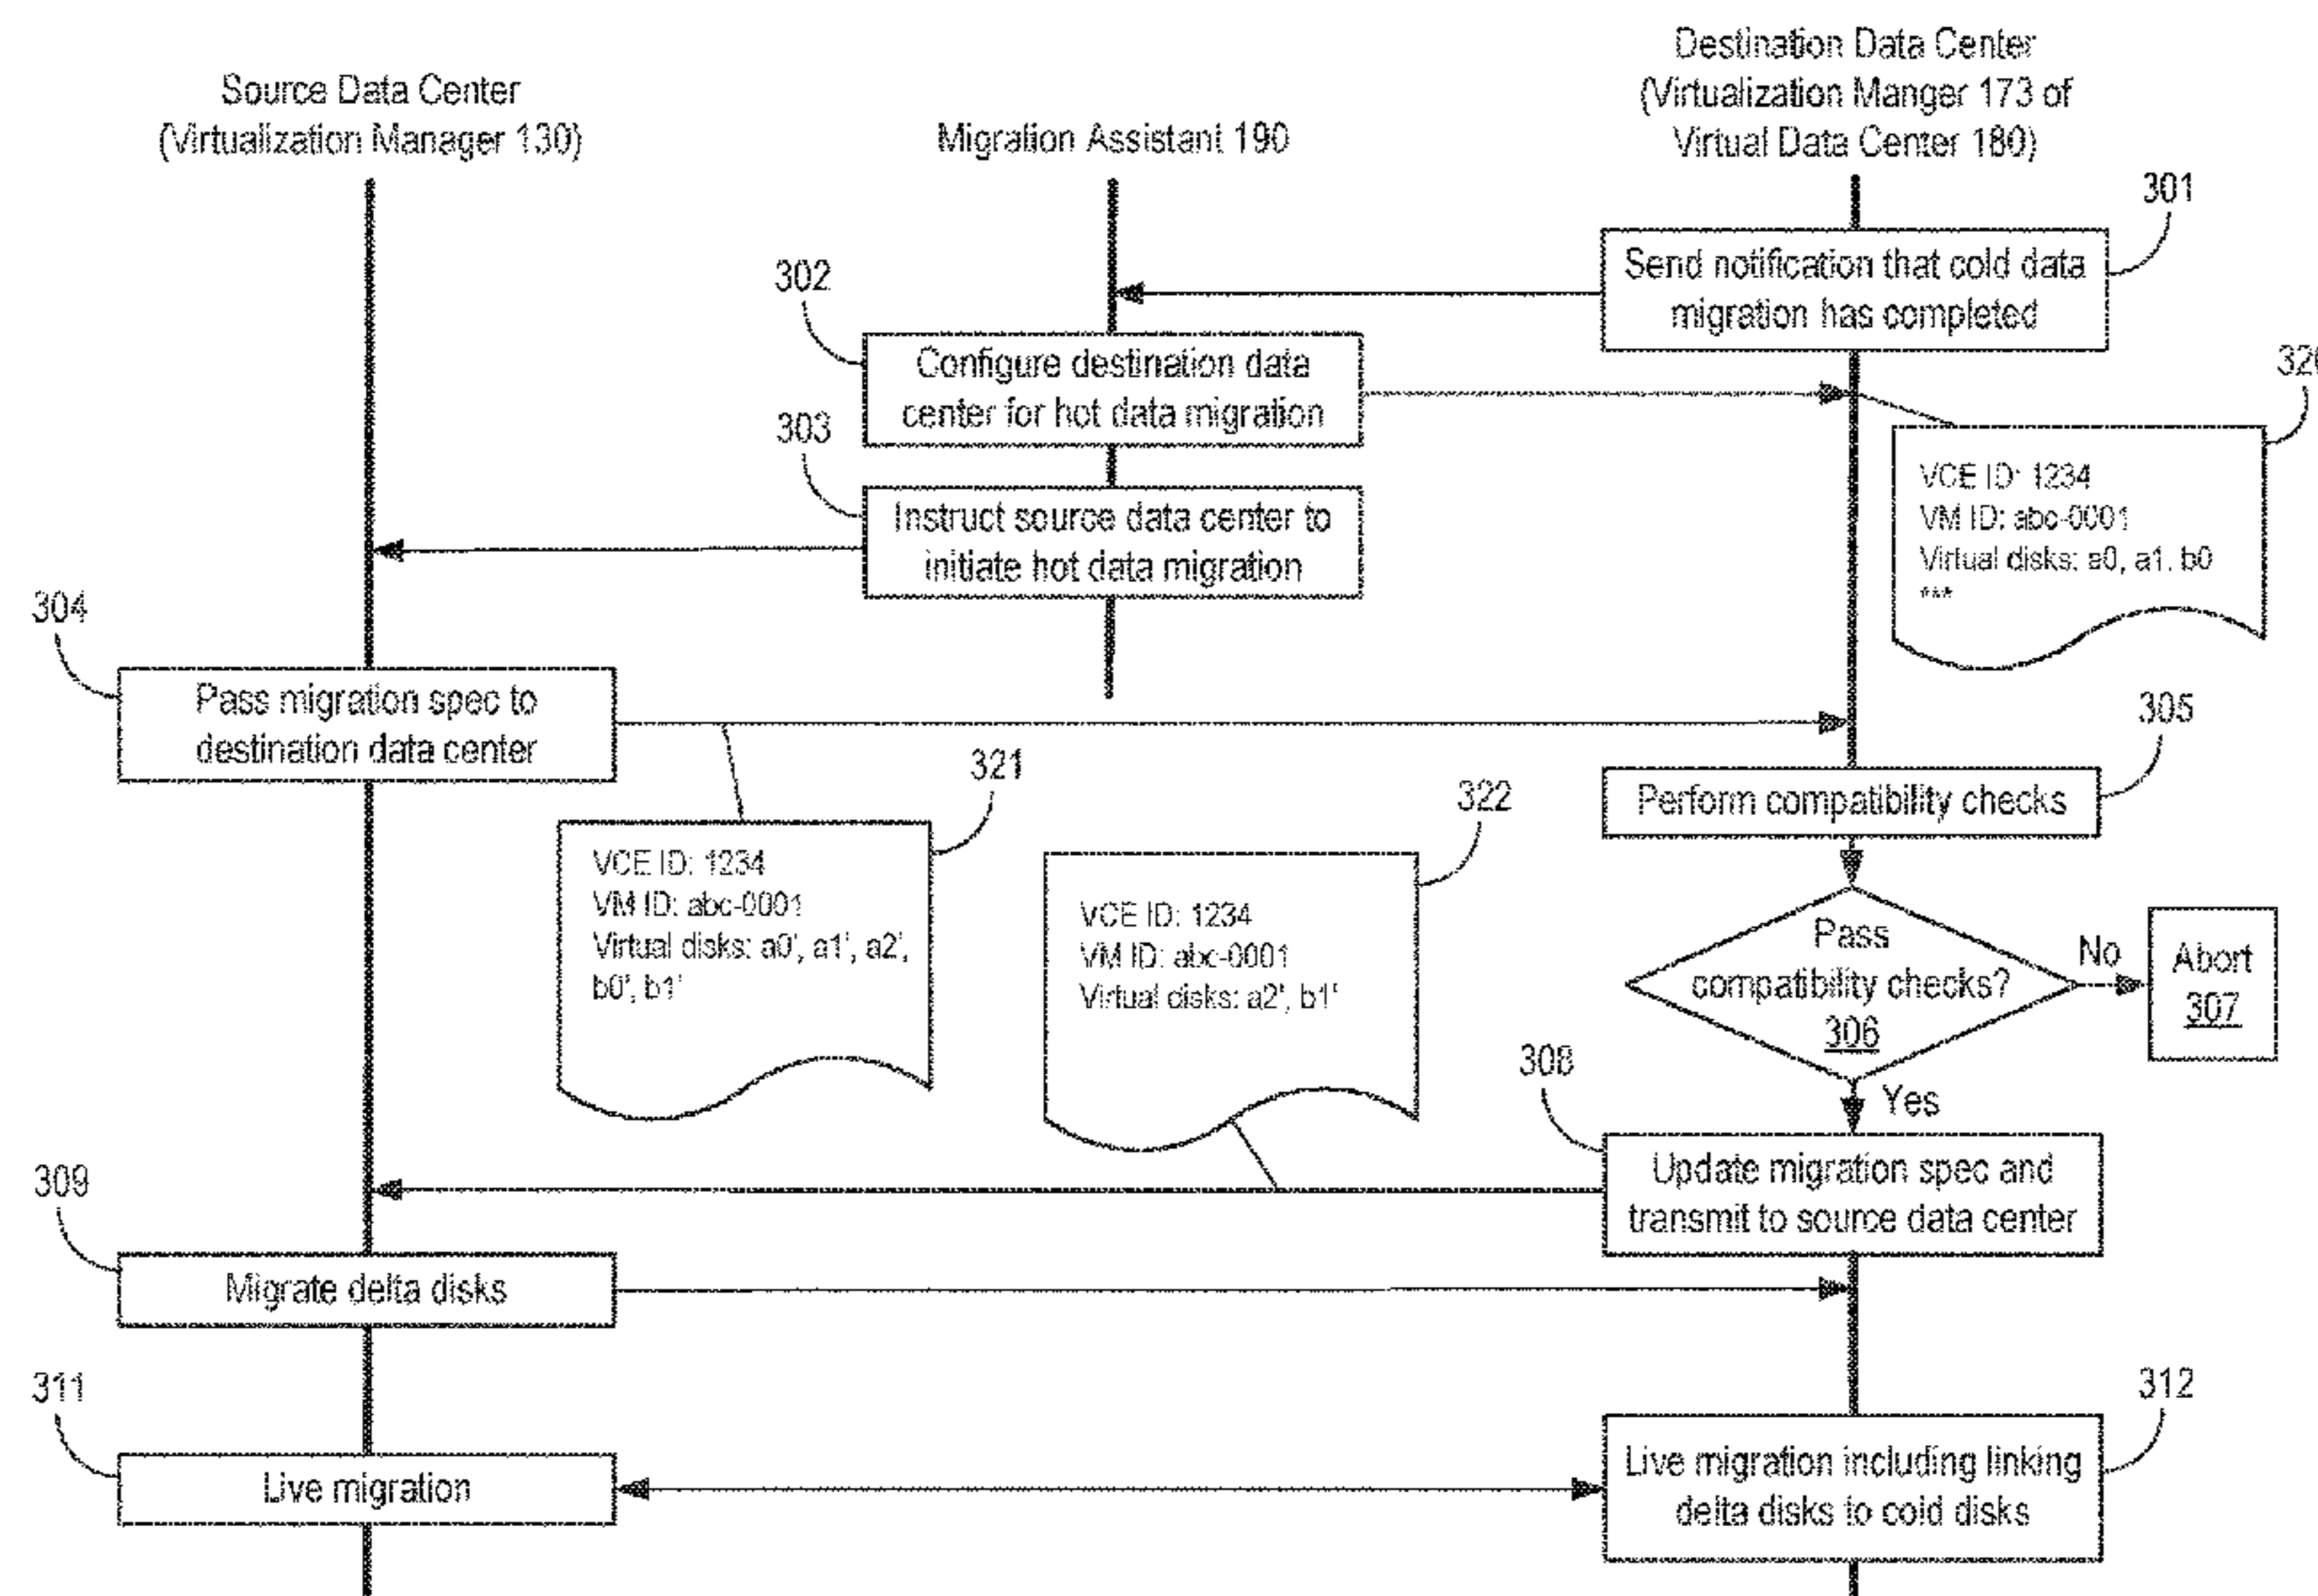 Source Data Center
(Virtualization Manager 130)
Migration Assistant 190
Destination Data Center
(Virtualization Manger 173 of
Virtual Data Center 180)
301
Send notification that cold data
migration has completed
302
Configure destination data
center for hot data migration
320
VCE ID: 1234
VM ID: abc-0001
Virtual disks: a0, a1, b0
***
303
Instruct source data center to
initiate hot data migration
304
Pass migration spec to
destination data center
321
VCE ID: 1234
VM ID: abc-0001
Virtual disks: a0', a1', a2',
b0', b1'
305
Perform compatibility checks
322
VCE ID: 1234
VM ID: abc-0001
Virtual disks: a2', b1'
Pass
compatibility checks?
306
No
Abort
307
Yes
308
Update migration spec and
transmit to source data center
309
Migrate delta disks
311
Live migration
312
Live migration including linking
delta disks to cold disks